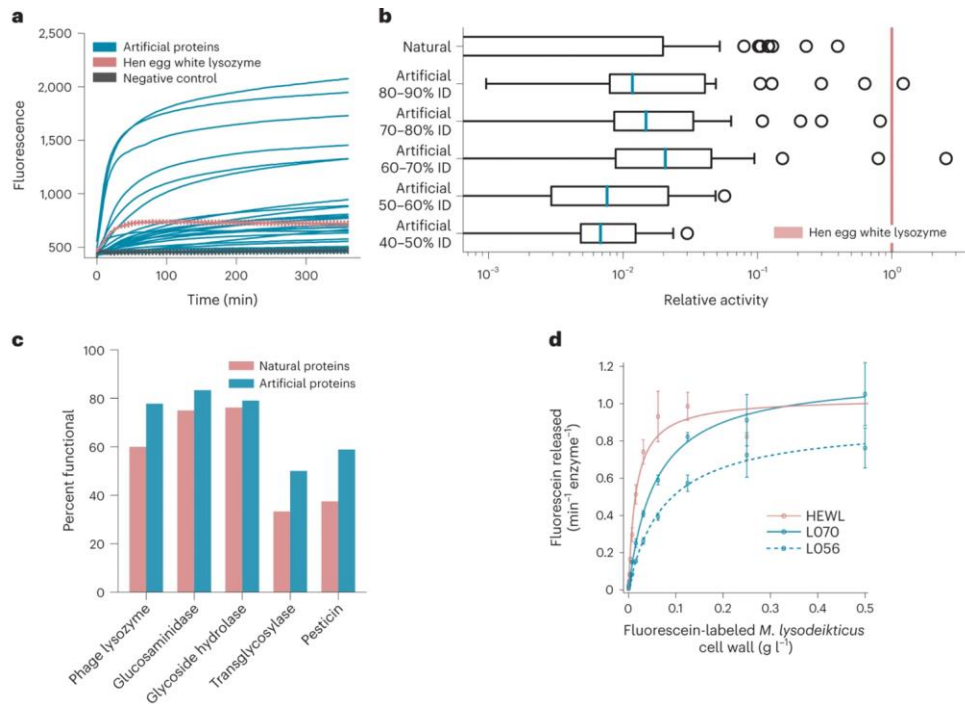 a
2,500
2,000
1,500
1,000
500
Fluorescence
Artificial proteins
Hen egg white lysozyme
Negative control
0
100
200
300
Time (min)
b
Natural
Artificial
80–90% ID
Artificial
70–80% ID
Artificial
60–70% ID
Artificial
50–60% ID
Artificial
40–50% ID
Hen egg white lysozyme
10⁻³
10⁻²
10⁻¹
10⁰
Relative activity
c
100
80
60
40
20
0
Percent functional
Natural proteins
Artificial proteins
Phage lysozyme
Glucosaminidase
Glycoside hydrolase
Transglycosylase
Pesticin
d
1.2
1.0
0.8
0.6
0.4
0.2
0
Fluorescein released
(min⁻¹ enzyme⁻¹)
HEWL
L070
L056
0
0.1
0.2
0.3
0.4
0.5
Fluorescein-labeled M. lysodeikticus
cell wall (g l⁻¹)